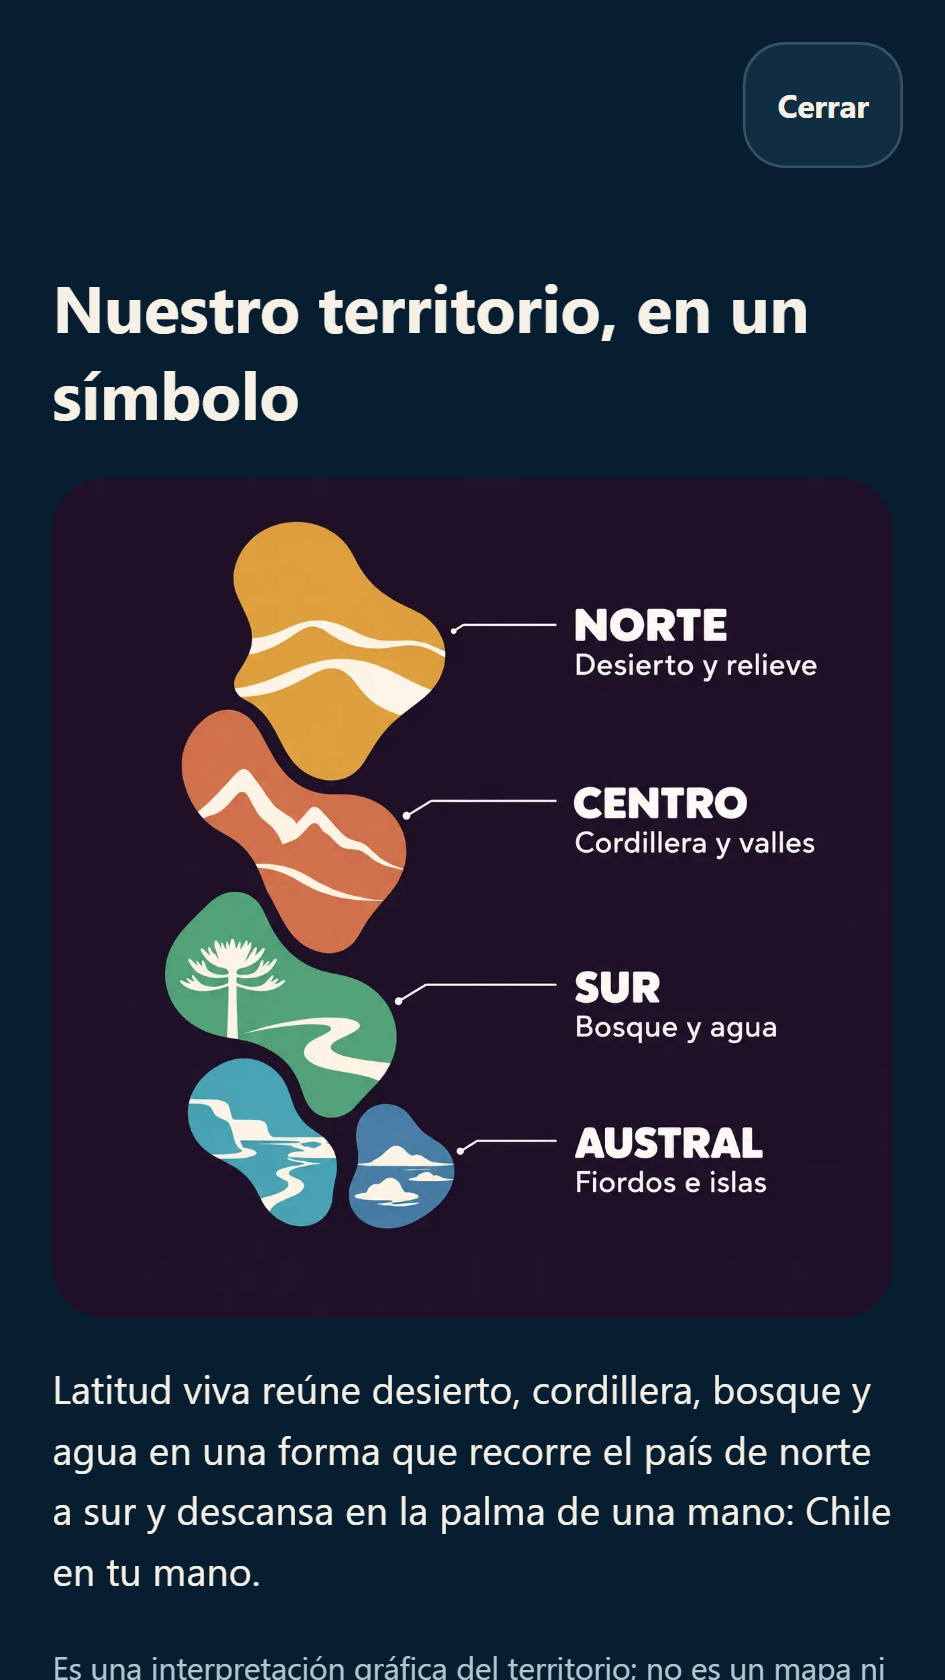 Cerrar
Nuestro territorio, en un
símbolo
NORTE
Desierto y relieve
CENTRO
Cordillera y valles
SUR
Bosque y agua
AUSTRAL
Fiordos e islas
Latitud viva reúne desierto, cordillera, bosque y
agua en una forma que recorre el país de norte
a sur y descansa en la palma de una mano: Chile
en tu mano.
Es una interpretación gráfica del territorio; no es un mapa ni